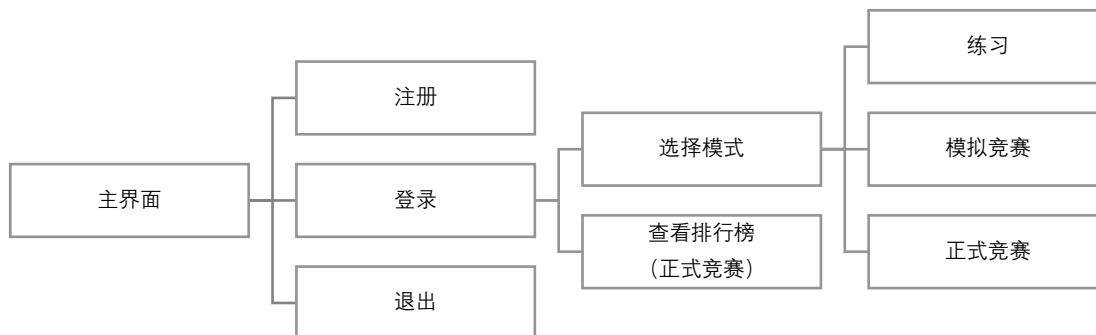 练习
注册
选择模式
模拟竞赛
主界面
登录
查看排行榜
（正式竞赛）
正式竞赛
退出